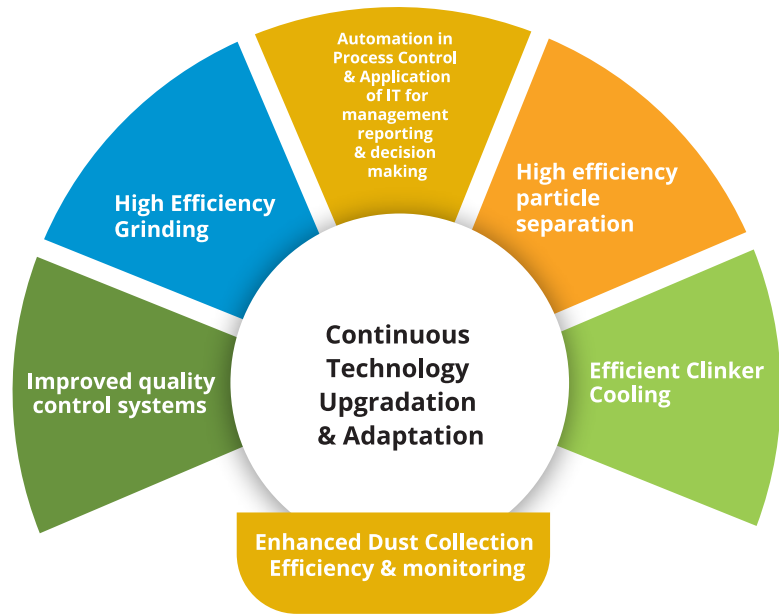 Automation in
Process Control
& Application
of IT for
management
reporting
& decision
making
High Efficiency
Grinding
High efficiency
particle
separation
Improved quality
control systems
Continuous
Technology
Upgradation
& Adaptation
Efficient Clinker
Cooling
Enhanced Dust Collection
Efficiency & monitoring